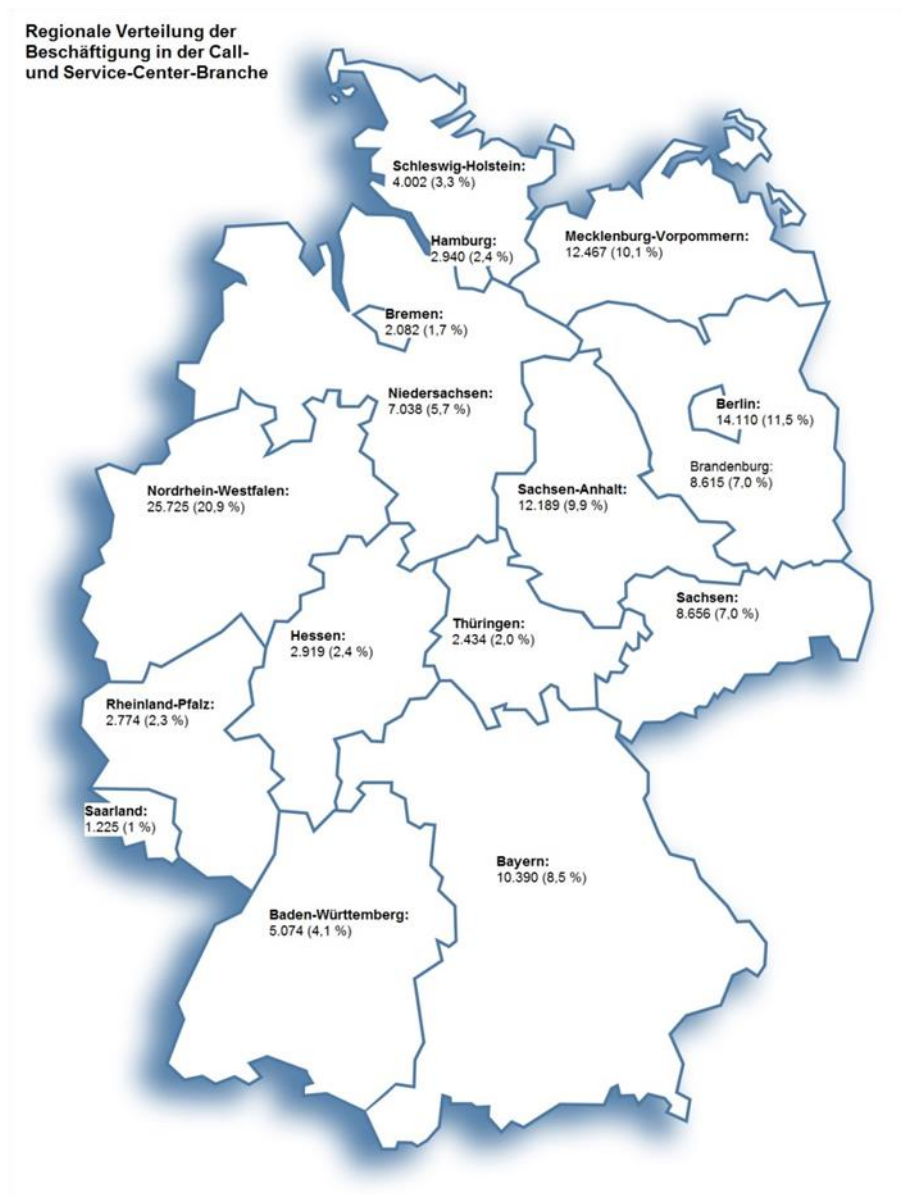 Regionale Verteilung der
Beschäftigung in der Call-
und Service-Center-Branche
Schleswig-Holstein:
4.002 (3,3 %)
Hamburg:
2.940 (2,4 %)
Mecklenburg-Vorpommern:
12.467 (10,1 %)
Bremen:
2.082 (1,7 %)
Niedersachsen:
7.038 (5,7 %)
Berlin:
14.110 (11,5 %)
Brandenburg:
8.615 (7,0 %)
Nordrhein-Westfalen:
25.725 (20,9 %)
Sachsen-Anhalt:
12.189 (9,9 %)
Sachsen:
8.656 (7,0 %)
Hessen:
2.919 (2,4 %)
Thüringen:
2.434 (2,0 %)
Rheinland-Pfalz:
2.774 (2,3 %)
Saarland:
1.225 (1 %)
Bayern:
10.390 (8,5 %)
Baden-Württemberg:
5.074 (4,1 %)